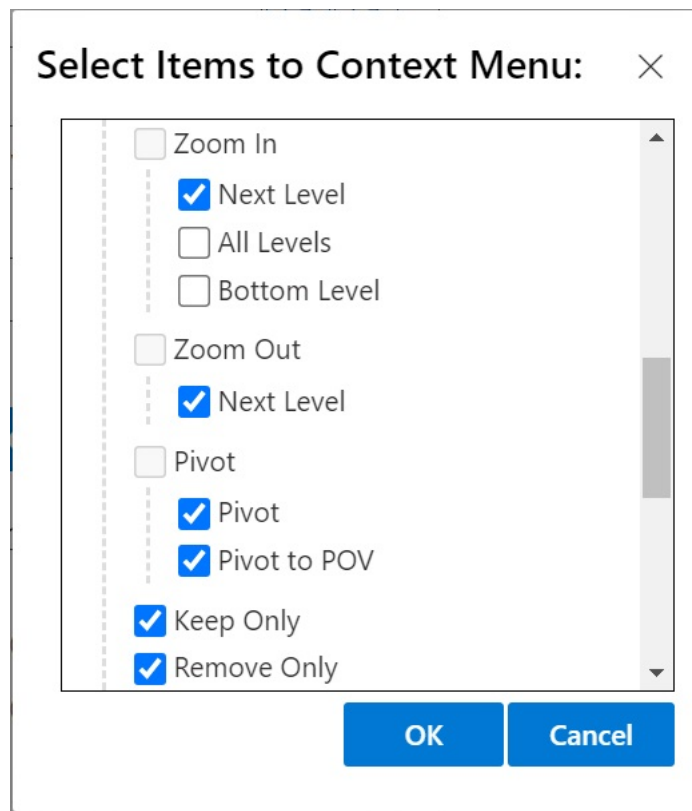 Select Items to Context Menu:
Zoom In
Next Level
All Levels
Bottom Level
Zoom Out
Next Level
Pivot
Pivot
Pivot to POV
Keep Only
Remove Only
OK Cancel